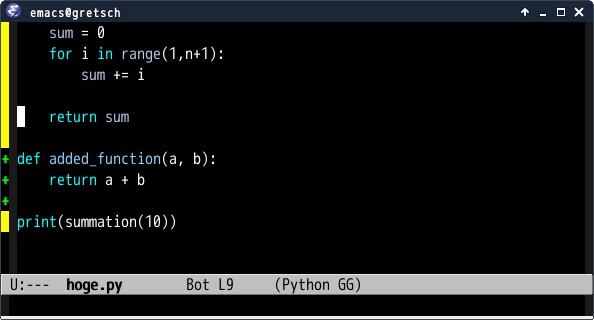 emacs@gretsch
    sum = 0
    for i in range(1,n+1):
        sum += i
    return sum
+ def added_function(a, b):
+     return a + b
+
print(summation(10))
U:---  hoge.py        Bot L9     (Python GG)